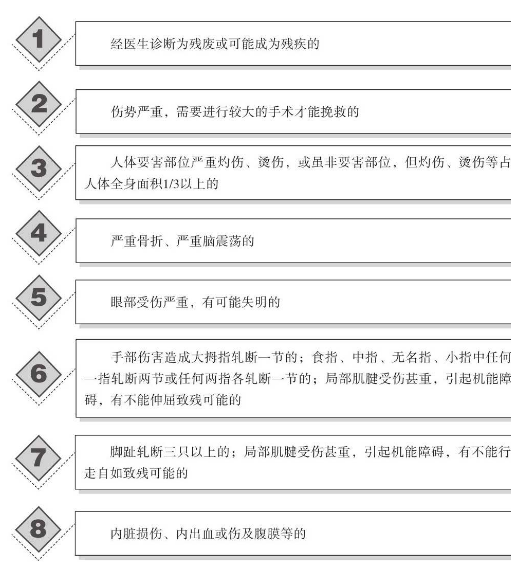 1
经医生诊断为残废或可能成为残疾的
2
伤势严重，需要进行较大的手术才能挽救的
3
人体要害部位严重灼伤、烫伤，或虽非要害部位，但灼伤、烫伤等占
人体全身面积1/3以上的
4
严重骨折、严重脑震荡的
5
眼部受伤严重，有可能失明的
6
手部伤害造成大拇指轧断一节的；食指、中指、无名指、小指中任何
一指轧断两节或任何两指各轧断一节的；局部肌腱受伤甚重，引起机能障
碍，有不能伸屈致残可能的
7
脚趾轧断三只以上的；局部肌腱受伤甚重，引起机能障碍，有不能行
走自如致残可能的
8
内脏损伤、内出血或伤及腹膜等的